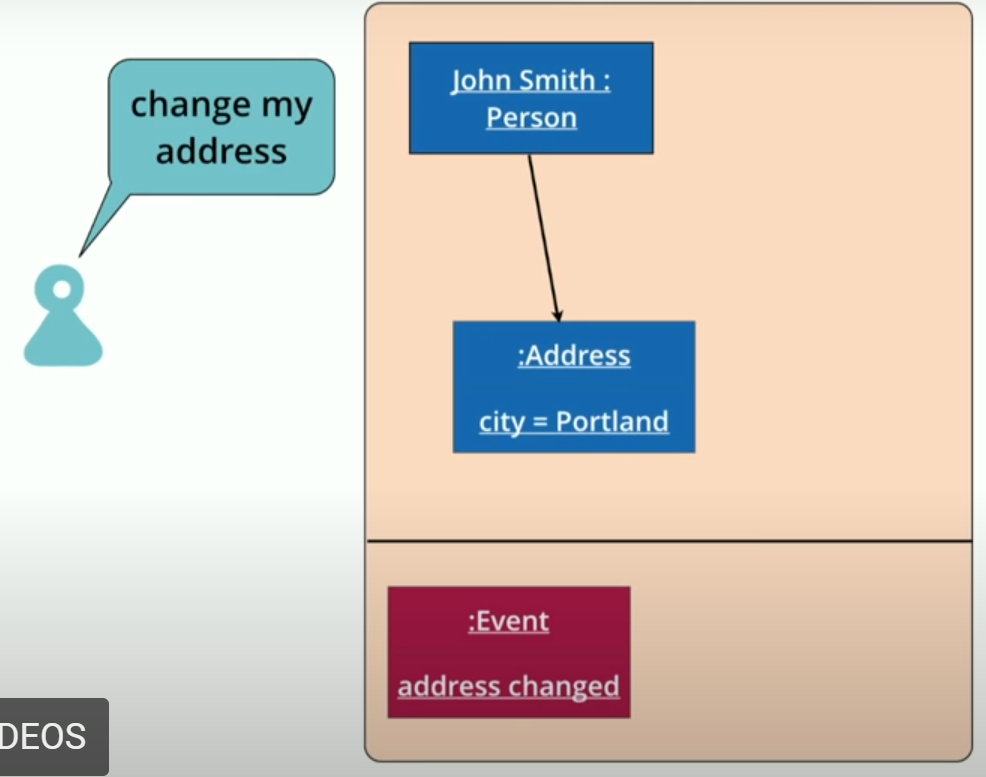 change my
address
John Smith :
Person
:Address
city = Portland
:Event
address changed
DEOS